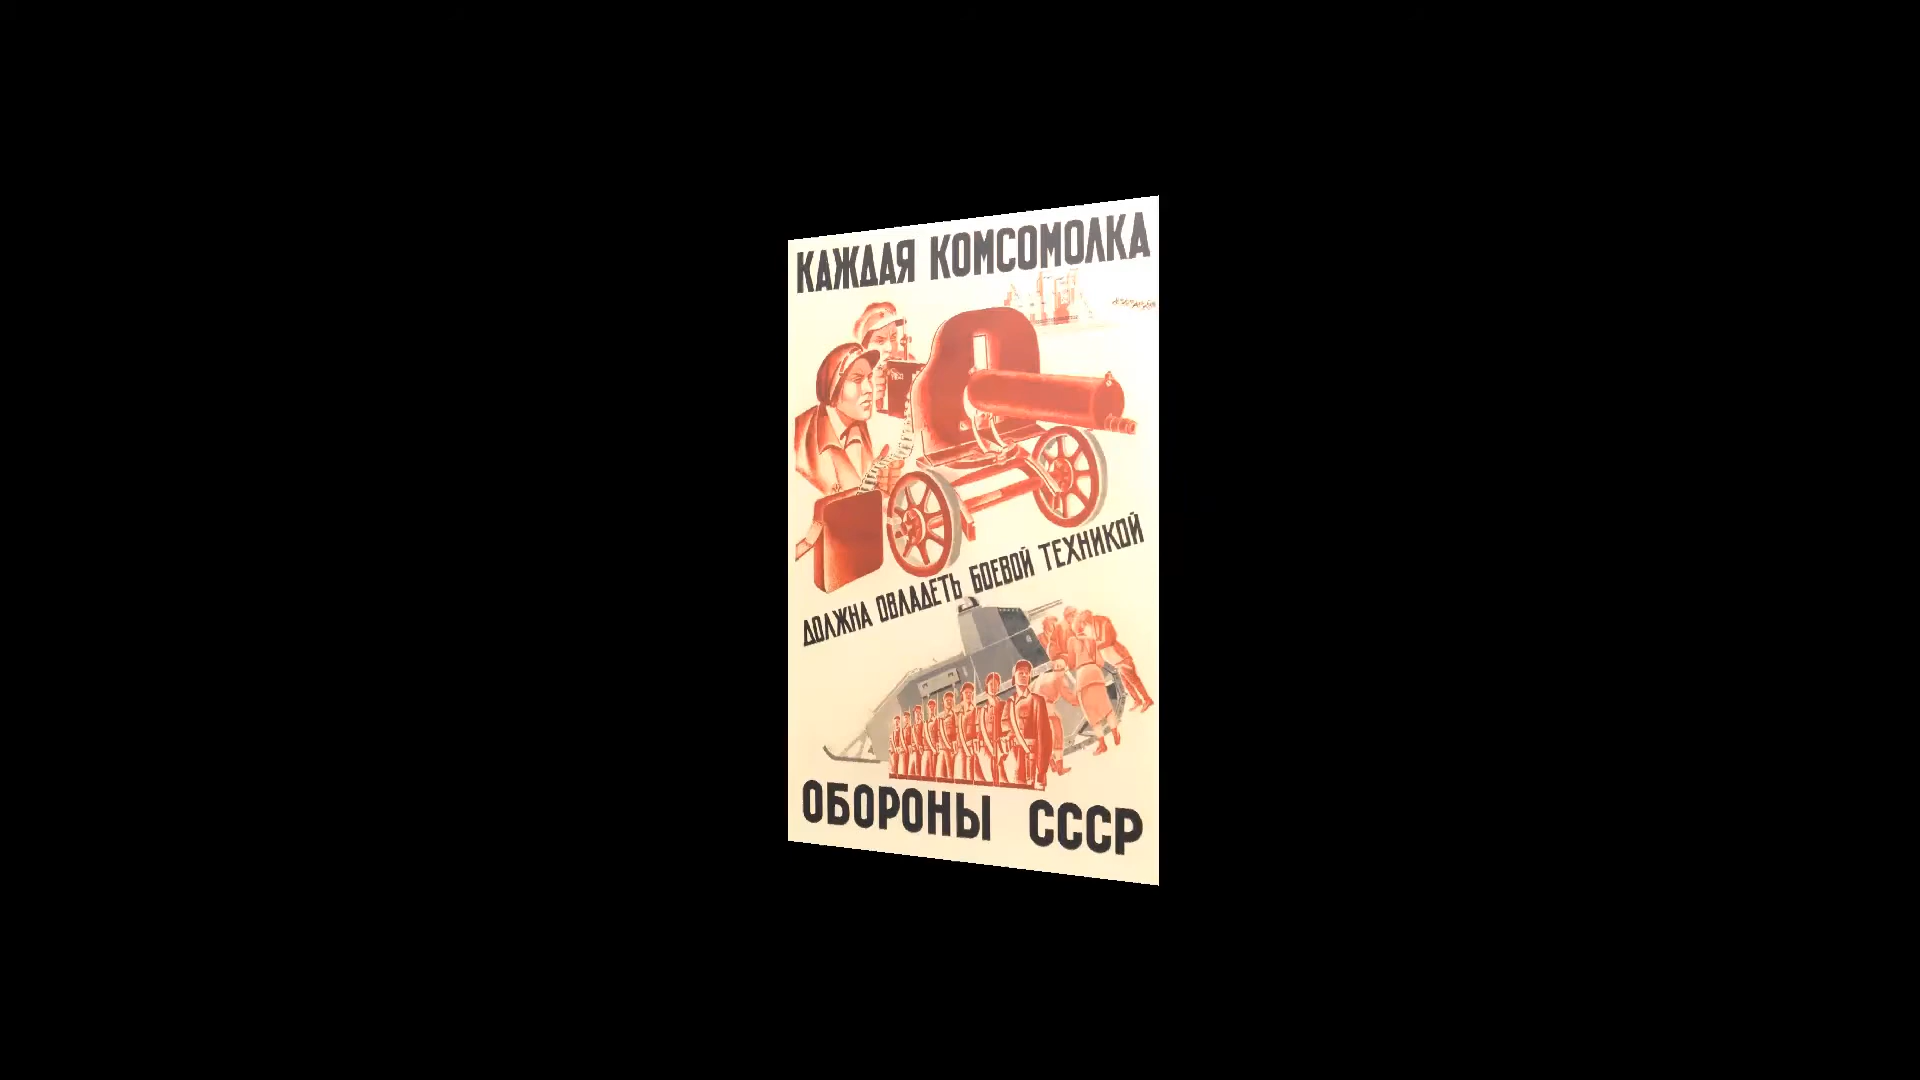 КАЖДАЯ КОМСОМОЛКА
ДОЛЖНА ОВЛАДЕТЬ БОЕВОЙ ТЕХНИКОЙ
ОБОРОНЫ СССР